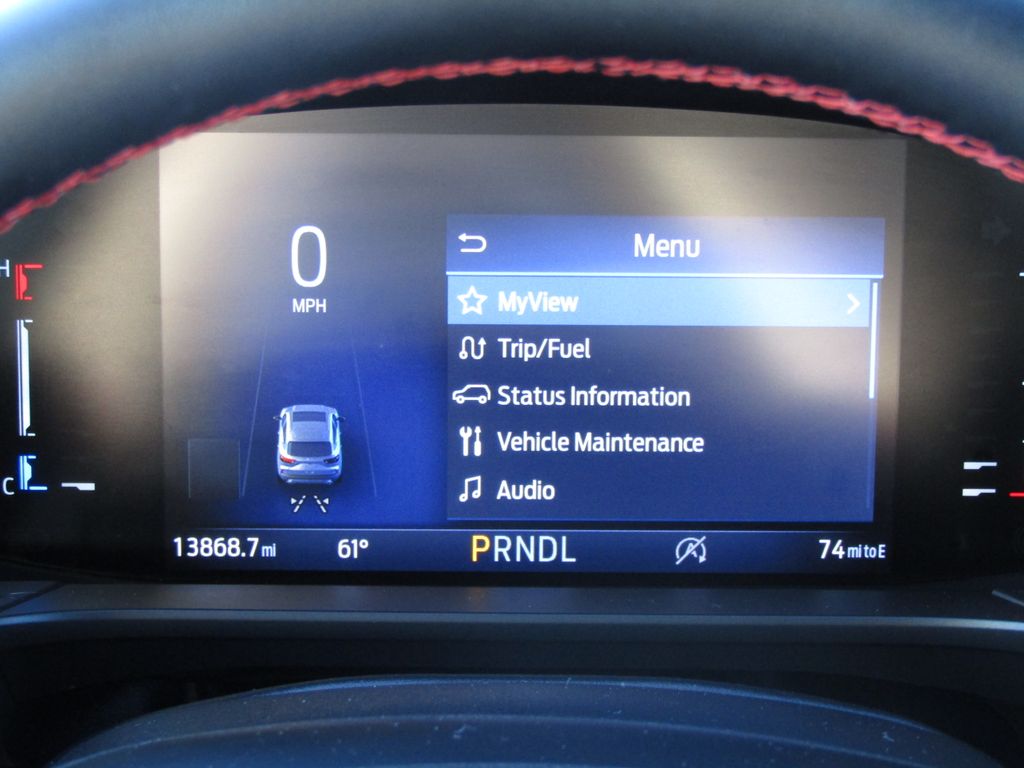 0
MPH
Menu
MyView
Trip/Fuel
Status Information
Vehicle Maintenance
Audio
H
C
13868.7 mi
61°
PRNDL
A
74 mi to E